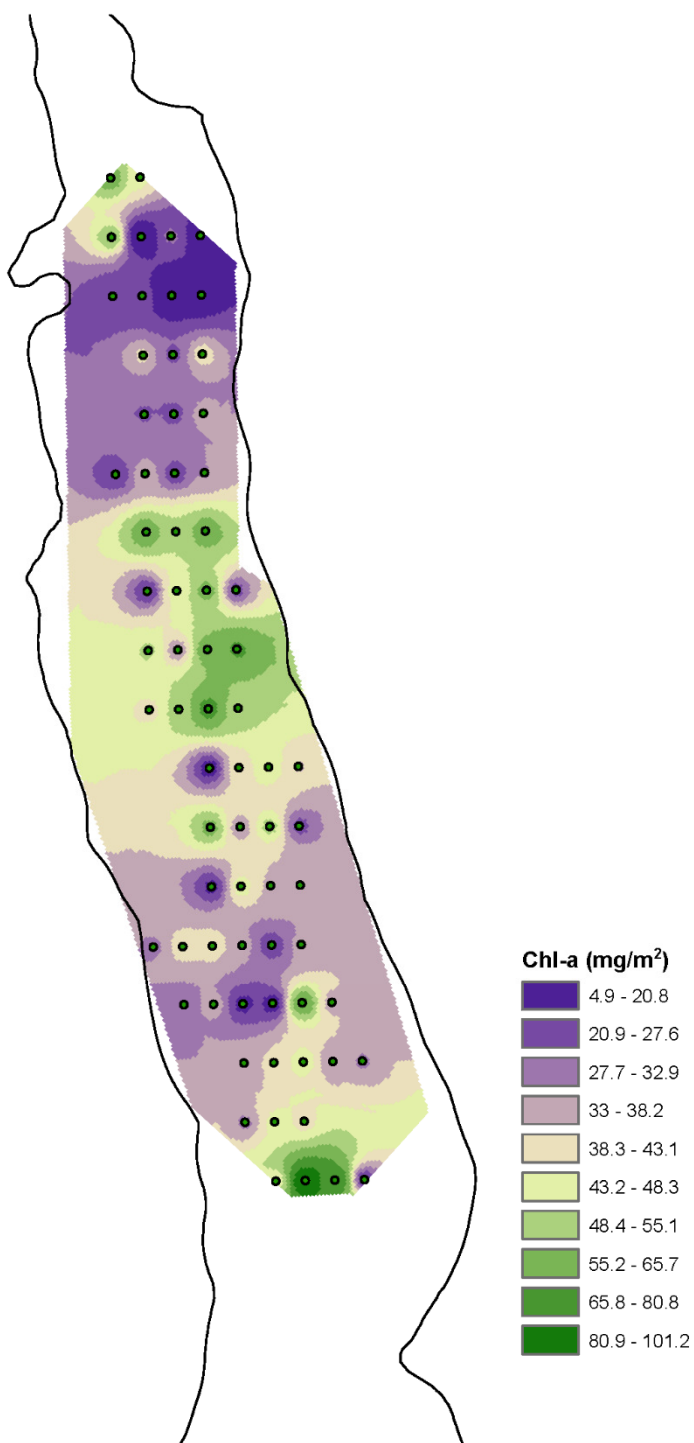 Chl-a (mg/m²)
4.9 - 20.8
20.9 - 27.6
27.7 - 32.9
33 - 38.2
38.3 - 43.1
43.2 - 48.3
48.4 - 55.1
55.2 - 65.7
65.8 - 80.8
80.9 - 101.2